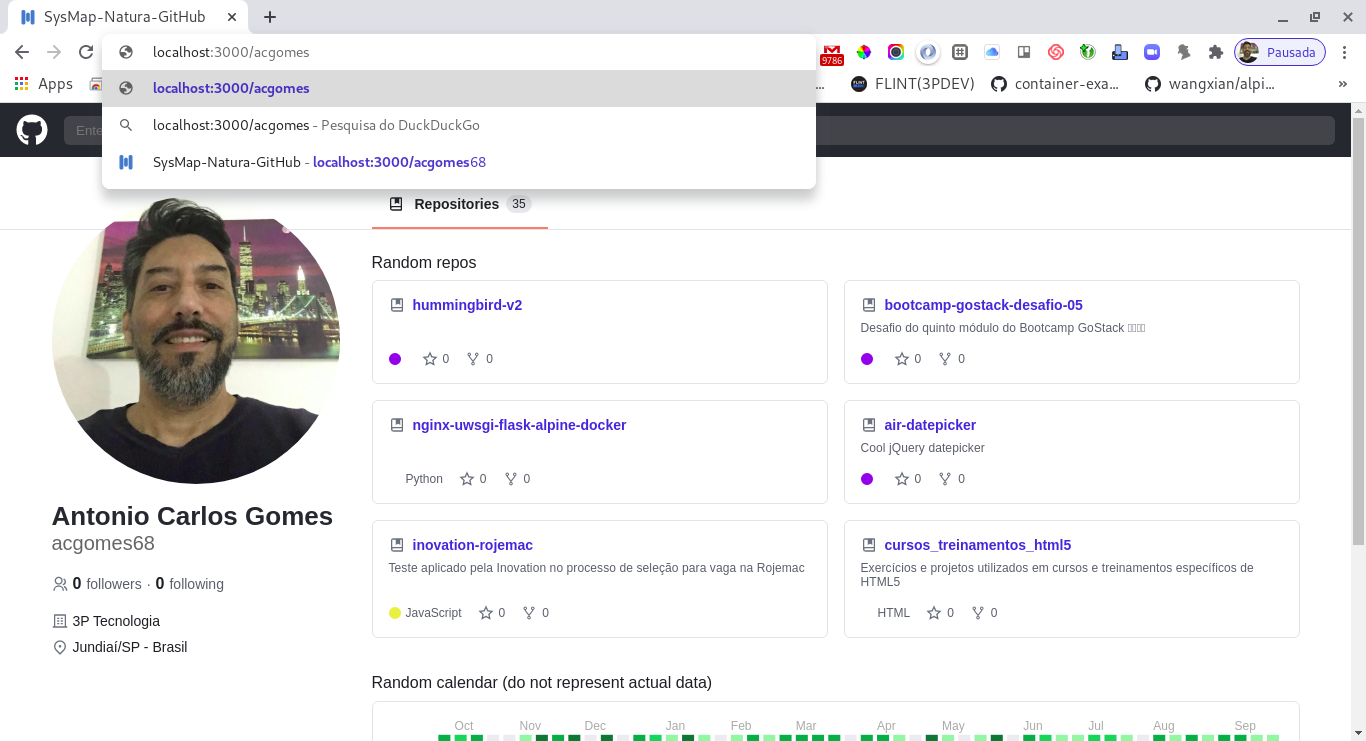 SysMap-Natura-GitHub
localhost:3000/acgomes
9786
Pausada
Apps
FLINT(3PDEV)
container-exa...
wangxian/alpi...
localhost:3000/acgomes
localhost:3000/acgomes - Pesquisa do DuckDuckGo
SysMap-Natura-GitHub - localhost:3000/acgomes68
Repositories 35
Random repos
hummingbird-v2
0 0
bootcamp-gostack-desafio-05
Desafio do quinto módulo do Bootcamp GoStack
0 0
nginx-uwsgi-flask-alpine-docker
Python 0 0
air-datepicker
Cool jQuery datepicker
0 0
inovation-rojemac
Teste aplicado pela Inovation no processo de seleção para vaga na Rojemac
JavaScript 0 0
cursos_treinamentos_html5
Exercícios e projetos utilizados em cursos e treinamentos específicos de
HTML5
HTML 0 0
Antonio Carlos Gomes
acgomes68
0 followers · 0 following
3P Tecnologia
Jundiaí/SP - Brasil
Random calendar (do not represent actual data)
Oct Nov Dec Jan Feb Mar Apr May Jun Jul Aug Sep